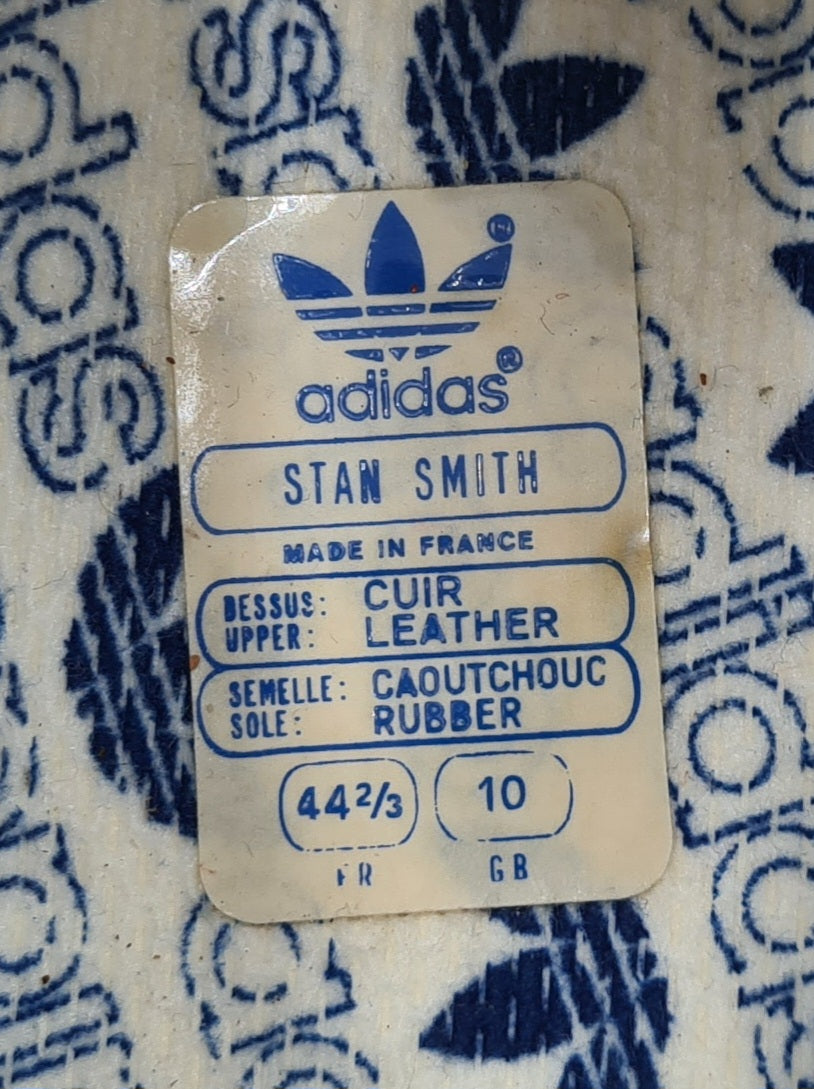 adidas®
STAN SMITH
MADE IN FRANCE
DESSUS: CUIR
UPPER: LEATHER
SEMELLE: CAOUTCHOUC
SOLE: RUBBER
44 2/3 10
FR GB